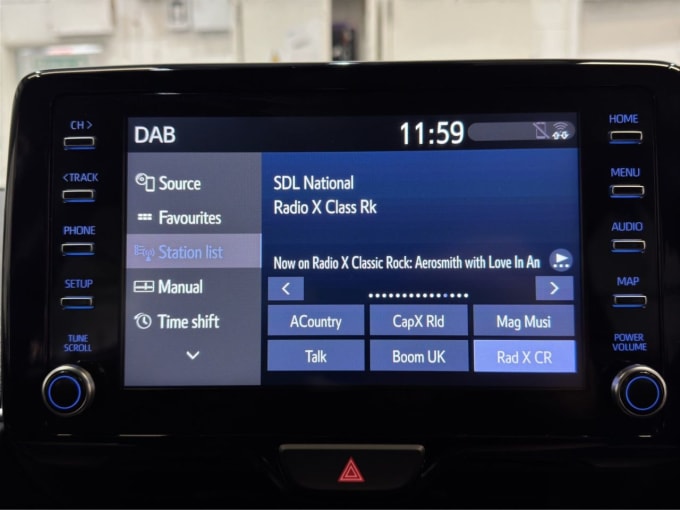 DAB
11:59
CH >
< TRACK
PHONE
SETUP
TUNE
SCROLL
Source
Favourites
Station list
Manual
Time shift
SDL National
Radio X Class Rk
Now on Radio X Classic Rock: Aerosmith with Love In An
ACountry
CapX Rld
Mag Musi
Talk
Boom UK
Rad X CR
HOME
MENU
AUDIO
MAP
POWER
VOLUME